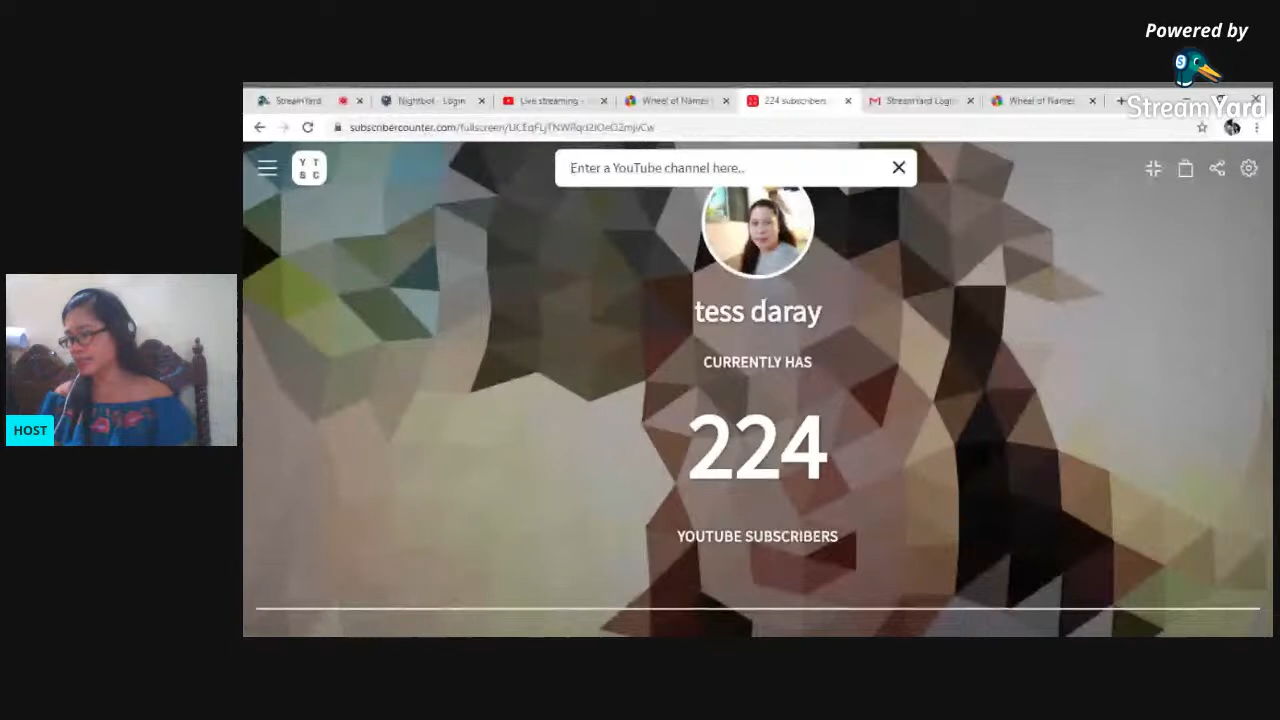 Powered by
StreamYard
StreamYard
Nightbot - Login
Live streaming -
Wheel of Names
224 subscribers
StreamYard Login
Wheel of Names
Enter a YouTube channel here..
Y T
S C
tess daray
CURRENTLY HAS
224
YOUTUBE SUBSCRIBERS
HOST